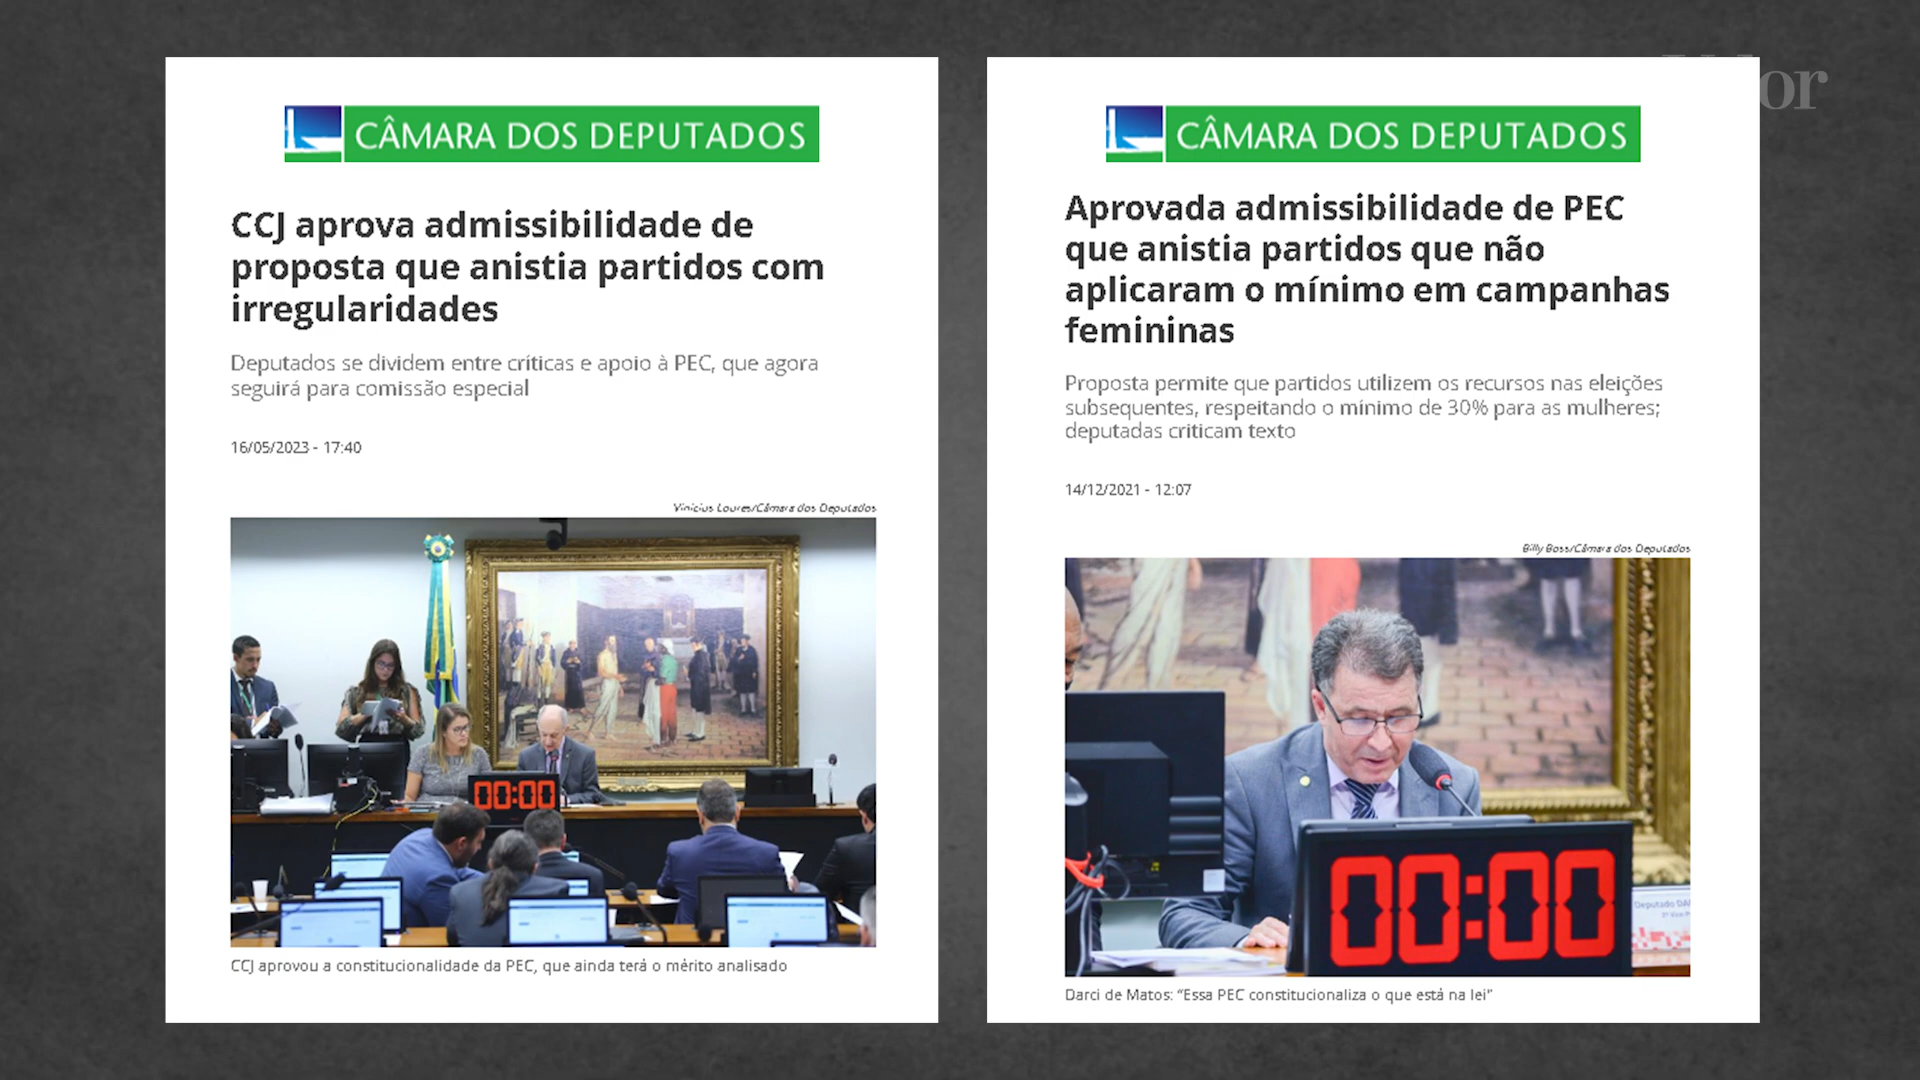 CÂMARA DOS DEPUTADOS
CCJ aprova admissibilidade de
proposta que anistia partidos com
irregularidades
Deputados se dividem entre críticas e apoio à PEC, que agora
seguirá para comissão especial
16/05/2023 - 17:40
Vinicius Loures/Câmara dos Deputados
00:00
CCJ aprovou a constitucionalidade da PEC, que ainda terá o mérito analisado
or
CÂMARA DOS DEPUTADOS
Aprovada admissibilidade de PEC
que anistia partidos que não
aplicaram o mínimo em campanhas
femininas
Proposta permite que partidos utilizem os recursos nas eleições
subsequentes, respeitando o mínimo de 30% para as mulheres;
deputadas criticam texto
14/12/2021 - 12:07
Billy Boss/Câmara dos Deputados
Deputado
00:00
Darci de Matos: “Essa PEC constitucionaliza o que está na lei”